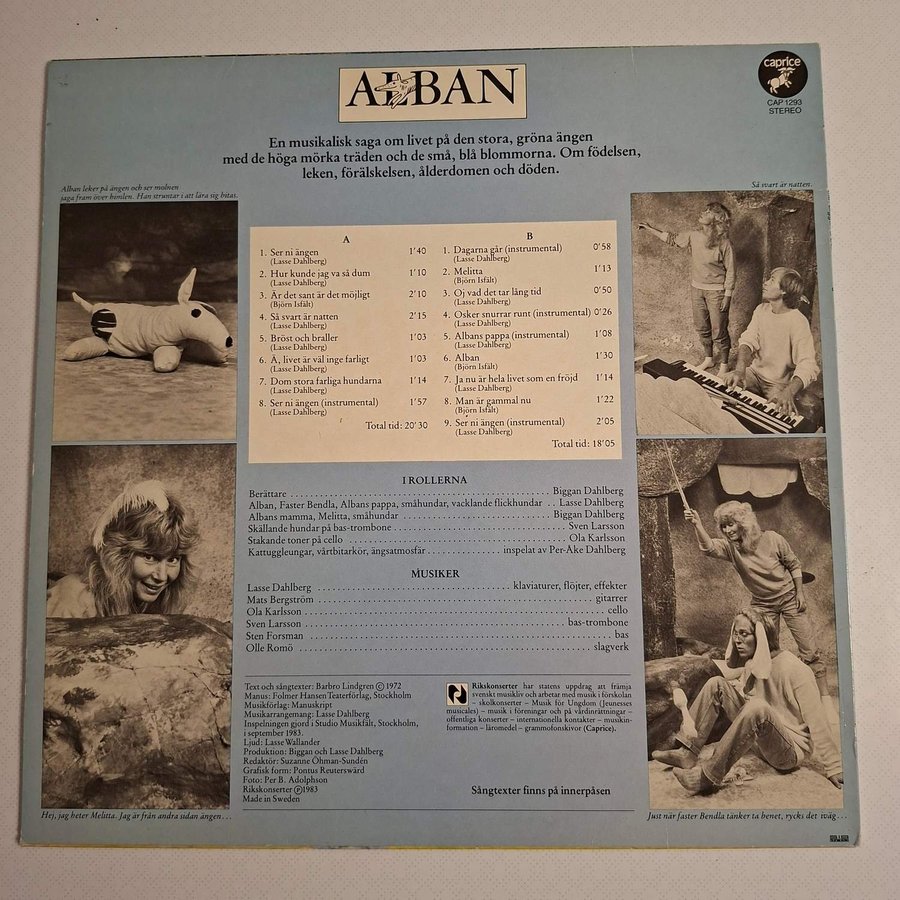 ALBAN
caprice
CAP 1293
STEREO
En musikalisk saga om livet på den stora, gröna ängen
med de höga mörka träden och de små, blå blommorna. Om födelsen,
leken, förälskelsen, ålderdomen och döden.
Alban leker på ängen och ser molnen
jaga fram över himlen. Han struntar i att lära sig bitas.
Så svart är natten.
A
1. Ser ni ängen 1'40
(Lasse Dahlberg)
2. Hur kunde jag va så dum 1'10
(Lasse Dahlberg)
3. Är det sant är det möjligt 2'10
(Björn Isfält)
4. Så svart är natten 2'15
(Lasse Dahlberg)
5. Bröst och braller 1'03
(Lasse Dahlberg)
6. Å, livet är väl inge farligt 1'03
(Lasse Dahlberg)
7. Dom stora farliga hundarna 1'14
(Lasse Dahlberg)
8. Ser ni ängen (instrumental) 1'57
(Lasse Dahlberg)
Total tid: 20'30
B
1. Dagarna går (instrumental) 0'58
(Lasse Dahlberg)
2. Melitta 1'13
(Björn Isfält)
3. Oj vad det tar lång tid 0'50
(Lasse Dahlberg)
4. Osker snurrar runt (instrumental) 0'26
(Lasse Dahlberg)
5. Albans pappa (instrumental) 1'08
(Lasse Dahlberg)
6. Alban 1'30
(Björn Isfält)
7. Ja nu är hela livet som en fröjd 1'14
(Lasse Dahlberg)
8. Man är gammal nu 1'22
(Björn Isfält)
9. Ser ni ängen (instrumental) 2'05
(Lasse Dahlberg)
Total tid: 18'05
I ROLLERNA
Berättare Biggan Dahlberg
Alban, Faster Bendla, Albans pappa, småhundar, vacklande flickhundar Lasse Dahlberg
Albans mamma, Melitta, småhundar Biggan Dahlberg
Skällande hundar på bas-trombone Sven Larsson
Stakande toner på cello Ola Karlsson
Kattuggleungar, vårtbitarkör, ängsatmosfär inspelat av Per-Åke Dahlberg
MUSIKER
Lasse Dahlberg klaviaturer, flöjter, effekter
Mats Bergström gitarrer
Ola Karlsson cello
Sven Larsson bas-trombone
Sten Forsman bas
Olle Romö slagverk
Text och sångtexter: Barbro Lindgren © 1972
Manus: Folmer Hansen Teaterförlag, Stockholm
Musikförlag: Manuskript
Musikarrangemang: Lasse Dahlberg
Inspelningen gjord i Studio Musikfält, Stockholm,
i september 1983.
Ljud: Lasse Wallander
Produktion: Biggan och Lasse Dahlberg
Redaktör: Suzanne Öhman-Sundén
Grafisk form: Pontus Reuterswärd
Foto: Per B. Adolphson
Rikskonserter ℗ 1983
Made in Sweden
Rikskonserter har statens uppdrag att främja
svenskt musikliv och arbetar med musik i förskolan
– skolkonserter – Musik för Ungdom (Jeunesses
musicales) – musik i föreningar och på vårdinrättningar –
offentliga konserter – internationella kontakter – musikin-
formation – läromedel – grammofonskivor (Caprice).
Sångtexter finns på innerpåsen
Hej, jag heter Melitta. Jag är från andra sidan ängen...
Just när faster Bendla tänker ta benet, rycks det iväg...